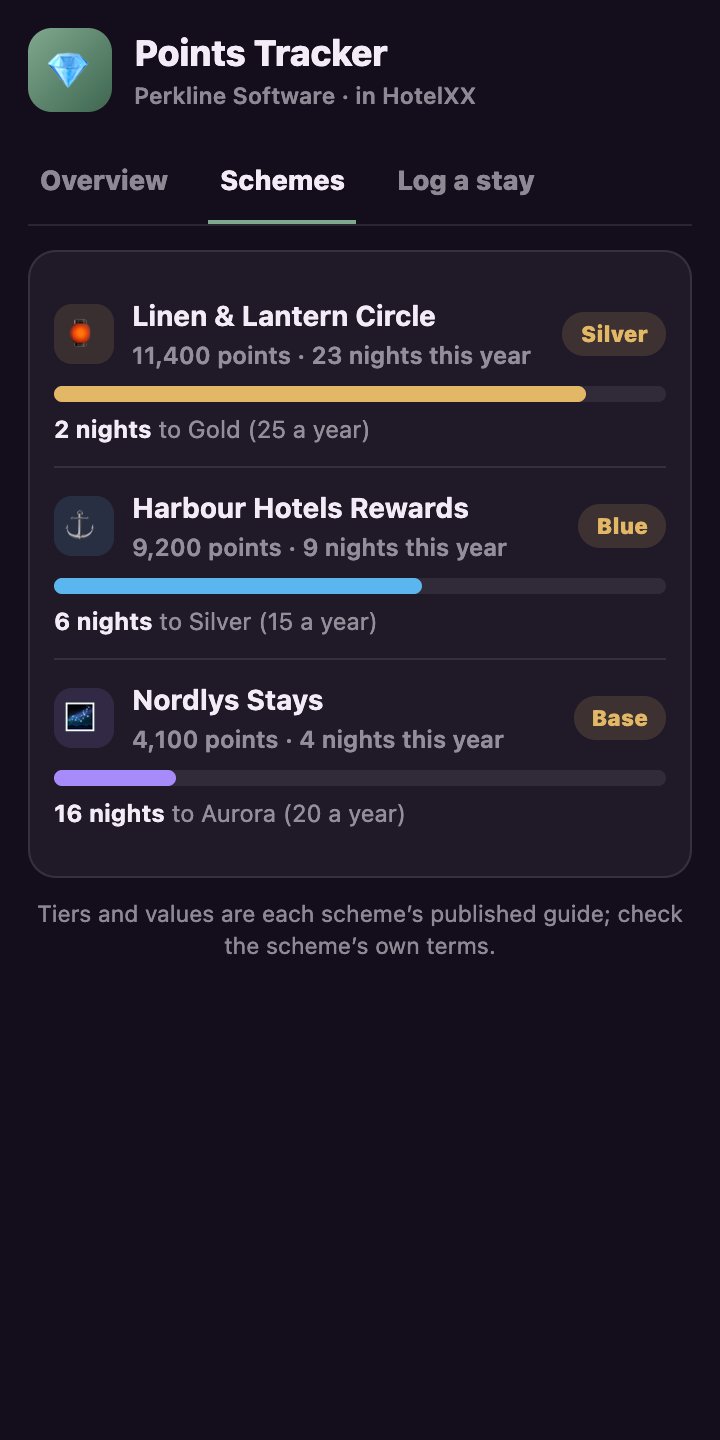 Points Tracker
Perkline Software · in HotelXX
Overview
Schemes
Log a stay
Linen & Lantern Circle
11,400 points · 23 nights this year
Silver
2 nights to Gold (25 a year)
Harbour Hotels Rewards
9,200 points · 9 nights this year
Blue
6 nights to Silver (15 a year)
Nordlys Stays
4,100 points · 4 nights this year
Base
16 nights to Aurora (20 a year)
Tiers and values are each scheme’s published guide; check
the scheme’s own terms.